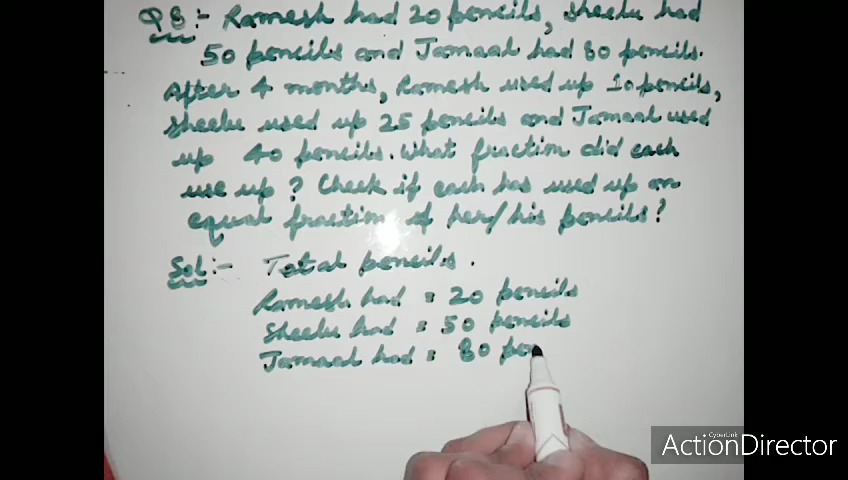 Q8:- Ramesh had 20 pencils, Sheelu had
50 pencils and Jamaal had 80 pencils.
After 4 months, Ramesh used up 10 pencils,
Sheelu used up 25 pencils and Jamaal used
up 40 pencils. What fraction did each
use up? Check if each has used up an
equal fraction of her/his pencils?
Sol:- Total pencils.
Ramesh had = 20 pencils
Sheelu had = 50 pencils
Jamaal had = 80 pen
CyberLink
ActionDirector